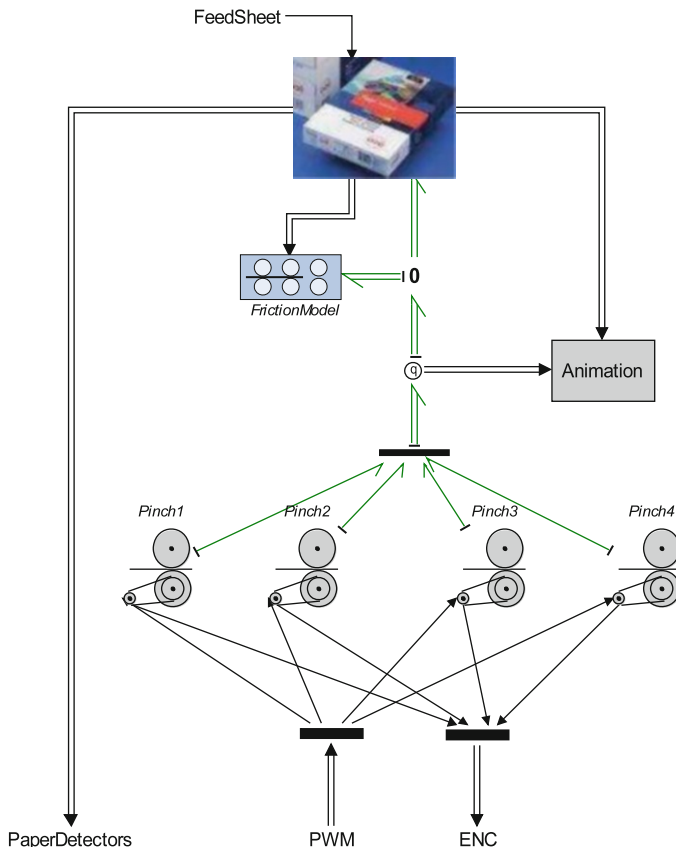 FeedSheet
0
FrictionModel
q
Animation
Pinch1
Pinch2
Pinch3
Pinch4
PaperDetectors
PWM
ENC